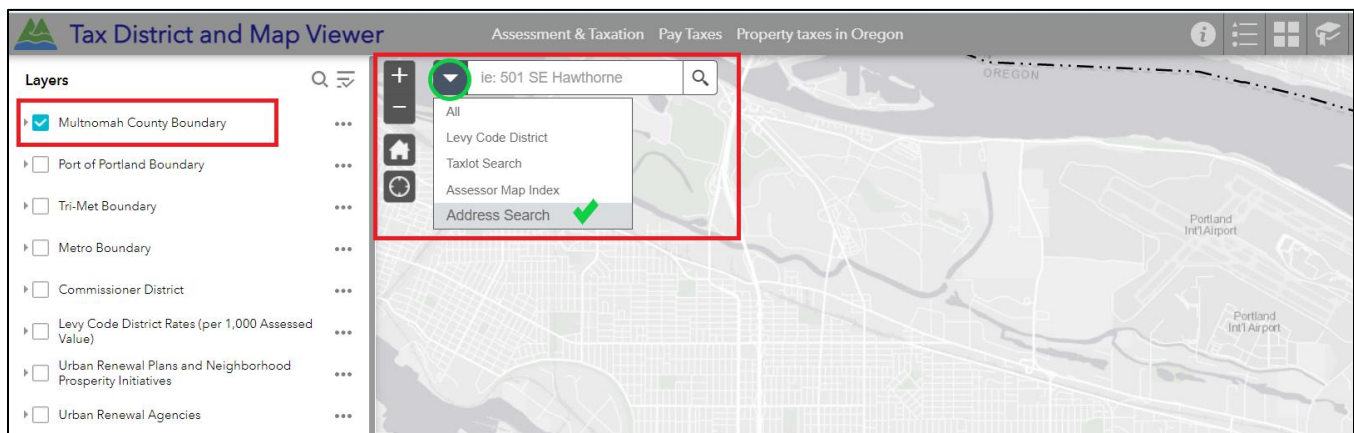 Tax District and Map Viewer
Assessment & Taxation Pay Taxes Property taxes in Oregon
Layers
Multnomah County Boundary
Port of Portland Boundary
Tri-Met Boundary
Metro Boundary
Commissioner District
Levy Code District Rates (per 1,000 Assessed
Value)
Urban Renewal Plans and Neighborhood
Prosperity Initiatives
Urban Renewal Agencies
ie: 501 SE Hawthorne
All
Levy Code District
Taxlot Search
Assessor Map Index
Address Search
OREGON
Portland
Int'l Airport
Portland
Int'l Airport